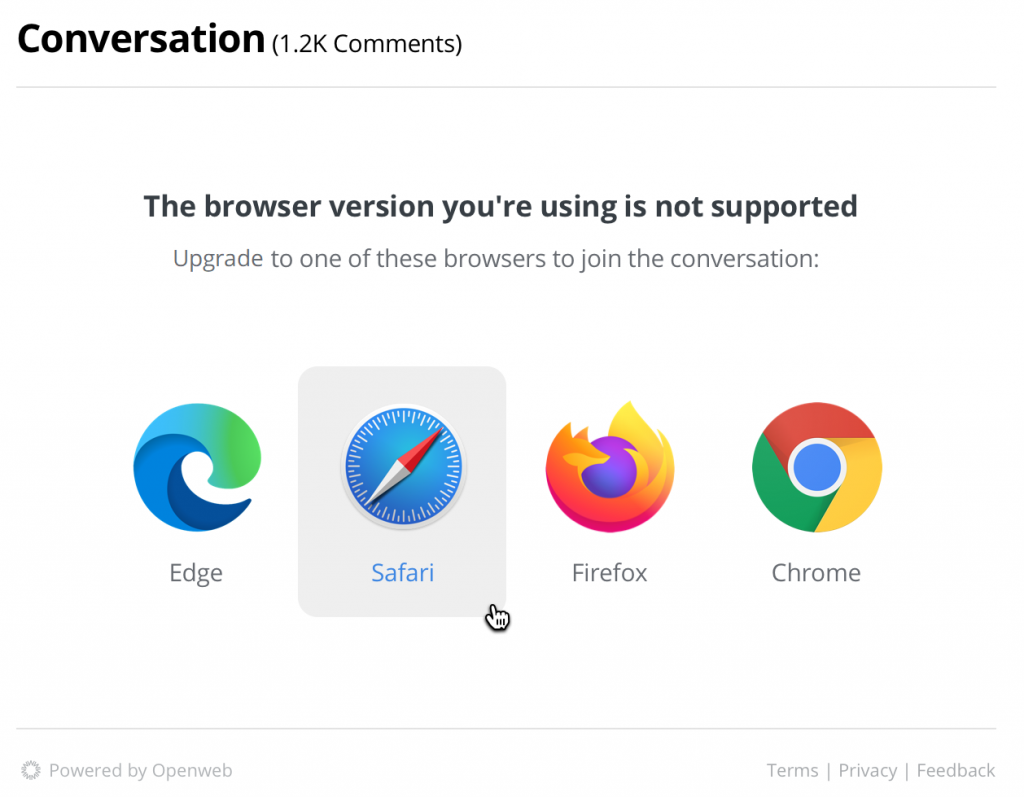 Conversation (1.2K Comments)
The browser version you're using is not supported
Upgrade to one of these browsers to join the conversation:
Edge Safari Firefox Chrome
Powered by Openweb Terms | Privacy | Feedback